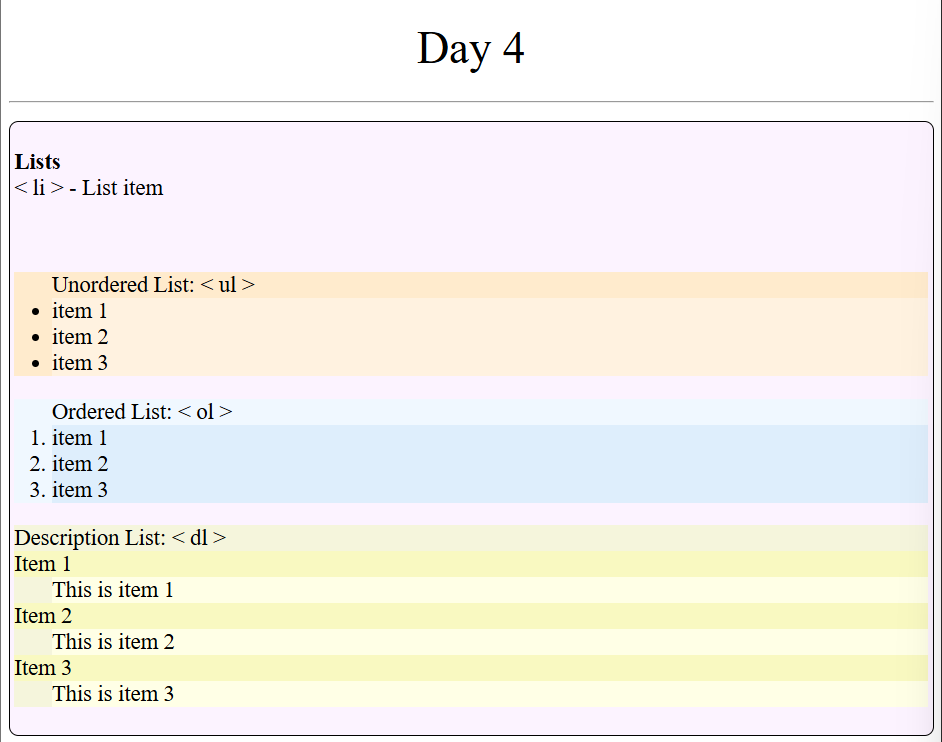 Day 4
Lists
< li > - List item
Unordered List: < ul >
• item 1
• item 2
• item 3
Ordered List: < ol >
1. item 1
2. item 2
3. item 3
Description List: < dl >
Item 1
This is item 1
Item 2
This is item 2
Item 3
This is item 3